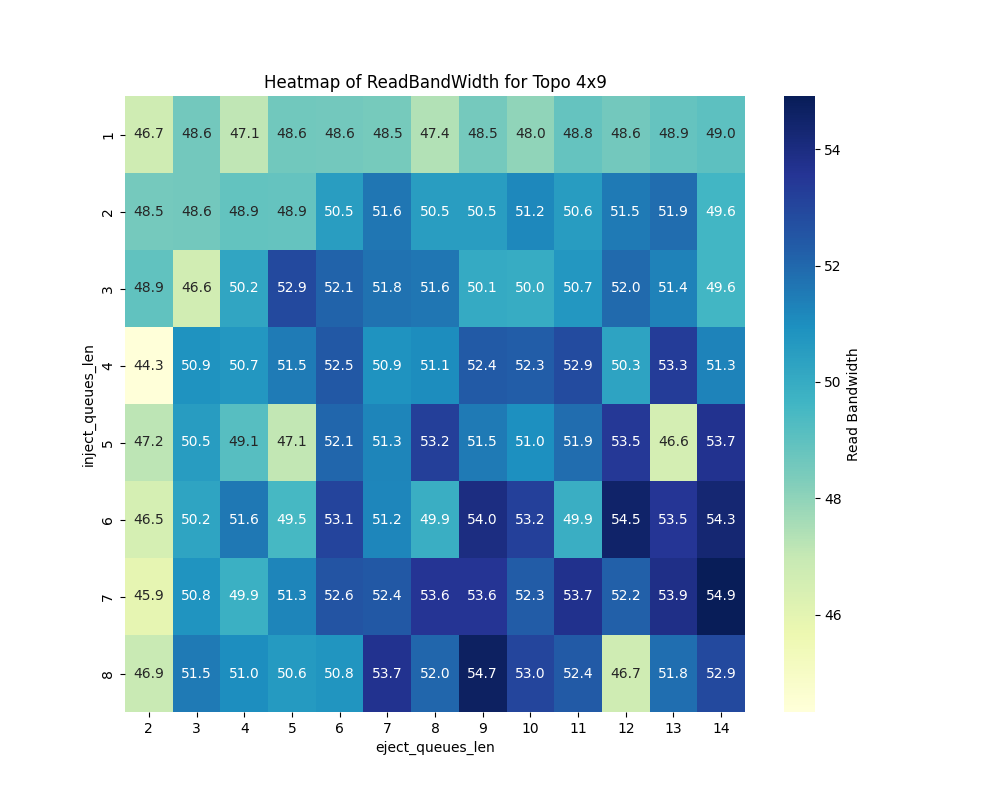 Heatmap of ReadBandWidth for Topo 4x9
1 46.7 48.6 47.1 48.6 48.6 48.5 47.4 48.5 48.0 48.8 48.6 48.9 49.0
2 48.5 48.6 48.9 48.9 50.5 51.6 50.5 50.5 51.2 50.6 51.5 51.9 49.6
3 48.9 46.6 50.2 52.9 52.1 51.8 51.6 50.1 50.0 50.7 52.0 51.4 49.6
4 44.3 50.9 50.7 51.5 52.5 50.9 51.1 52.4 52.3 52.9 50.3 53.3 51.3
5 47.2 50.5 49.1 47.1 52.1 51.3 53.2 51.5 51.0 51.9 53.5 46.6 53.7
6 46.5 50.2 51.6 49.5 53.1 51.2 49.9 54.0 53.2 49.9 54.5 53.5 54.3
7 45.9 50.8 49.9 51.3 52.6 52.4 53.6 53.6 52.3 53.7 52.2 53.9 54.9
8 46.9 51.5 51.0 50.6 50.8 53.7 52.0 54.7 53.0 52.4 46.7 51.8 52.9
2 3 4 5 6 7 8 9 10 11 12 13 14
eject_queues_len
inject_queues_len
54
52
50
48
46
Read Bandwidth